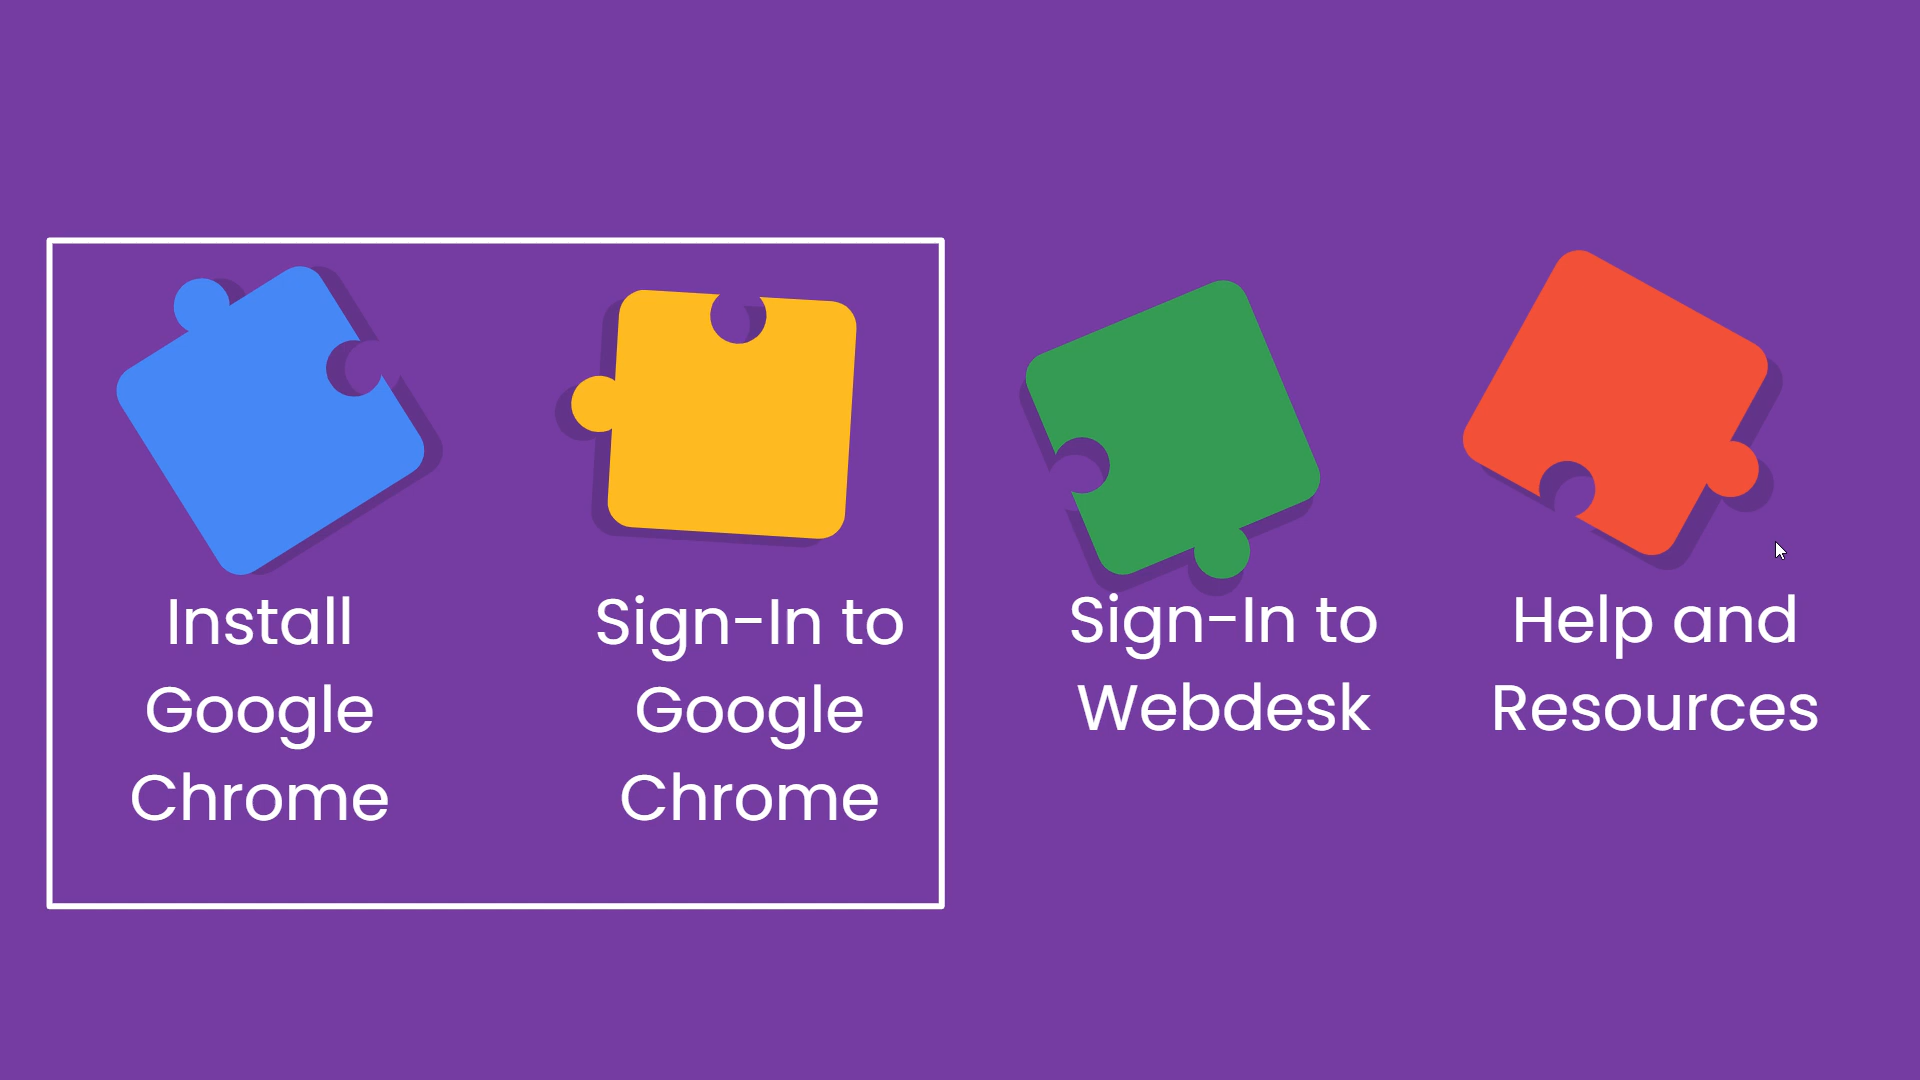 Install
Google
Chrome
Sign-In to
Google
Chrome
Sign-In to
Webdesk
Help and
Resources